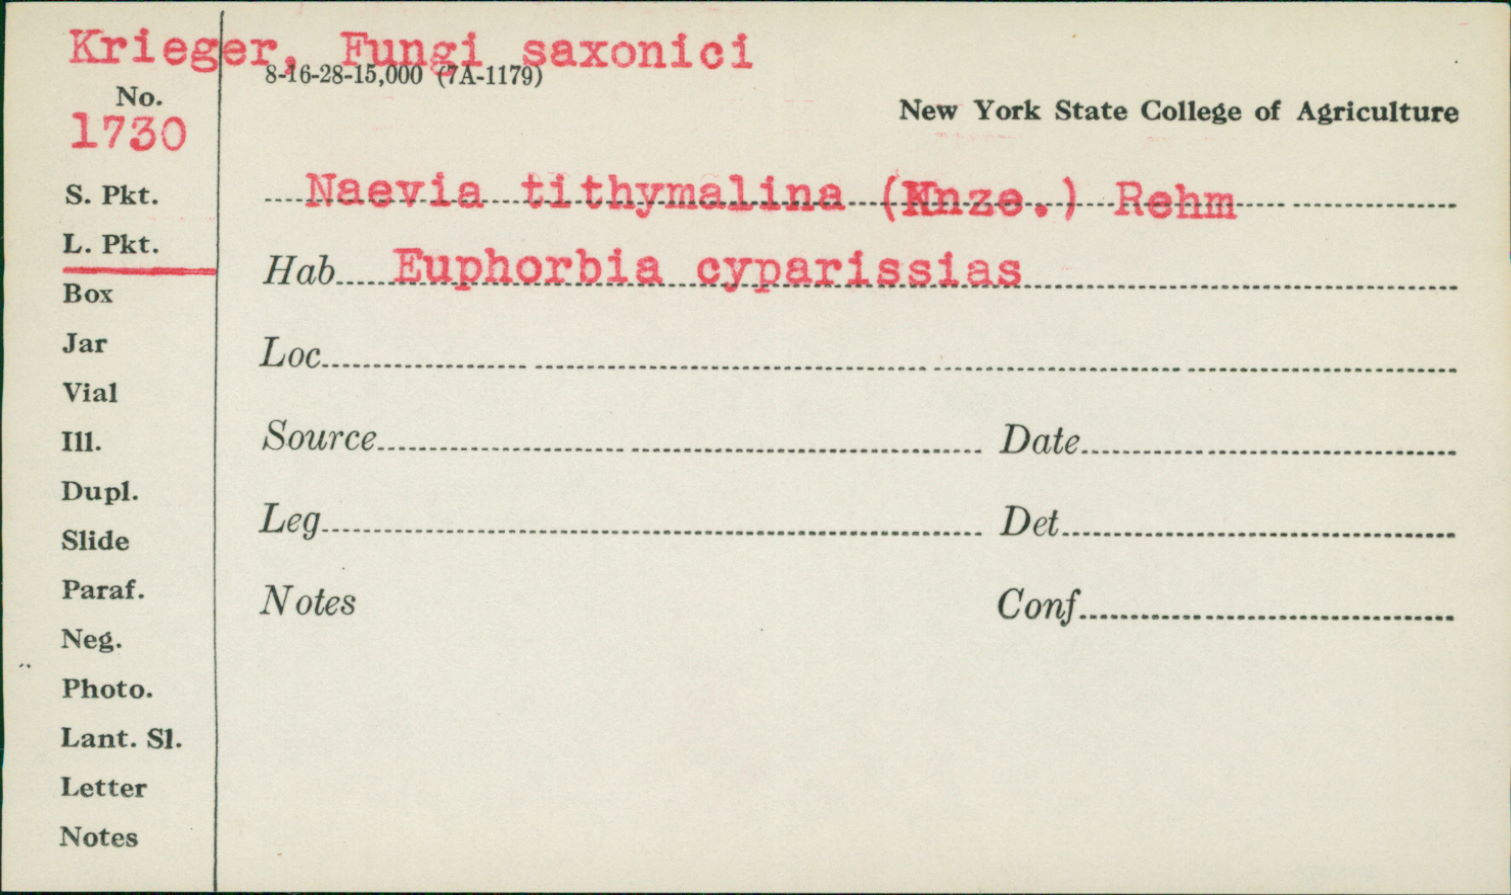 Krieger, Fungi saxonici
8-16-28-15,000 (7A-1179)
No.
1730
New York State College of Agriculture
S. Pkt.
Naevia tithymalina (Knze.) Rehm
L. Pkt.
Hab Euphorbia cyparissias
Box
Jar
Loc
Vial
Ill.
Source Date
Dupl.
Slide
Leg Det
Paraf.
Notes Conf
Neg.
Photo.
Lant. Sl.
Letter
Notes